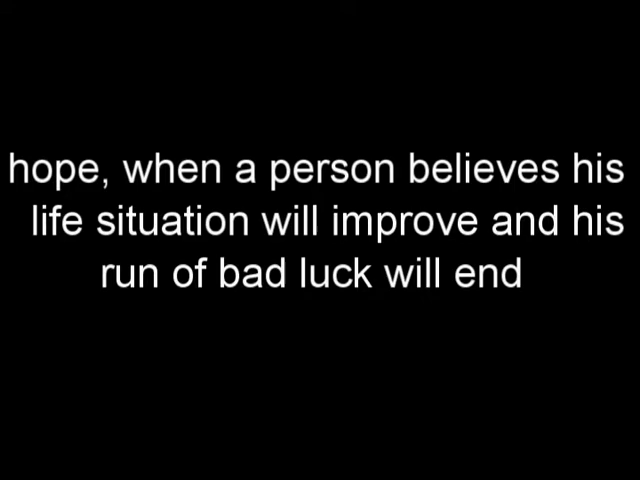 hope, when a person believes his
life situation will improve and his
run of bad luck will end